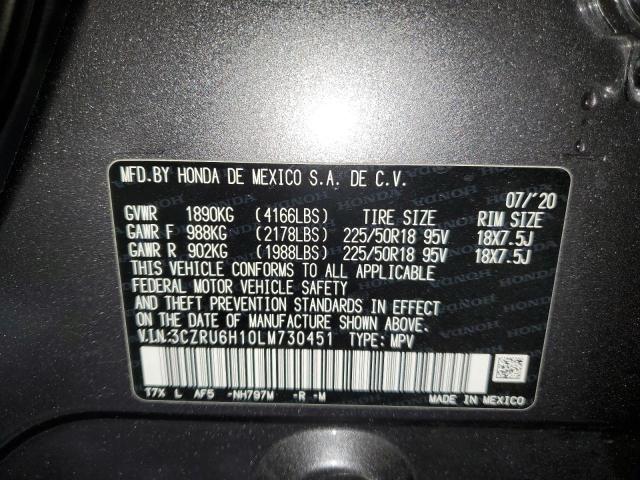 MFD.BY HONDA DE MEXICO S.A. DE C.V.
07/'20
GVWR 1890KG (4166LBS) TIRE SIZE RIM SIZE
GAWR F 988KG (2178LBS) 225/50R18 95V 18X7.5J
GAWR R 902KG (1988LBS) 225/50R18 95V 18X7.5J
THIS VEHICLE CONFORMS TO ALL APPLICABLE
FEDERAL MOTOR VEHICLE SAFETY
AND THEFT PREVENTION STANDARDS IN EFFECT
ON THE DATE OF MANUFACTURE SHOWN ABOVE.
V.I.N:3CZRU6H10LM730451 TYPE: MPV
T7X L AF5 -NH797M -R -M
MADE IN MEXICO